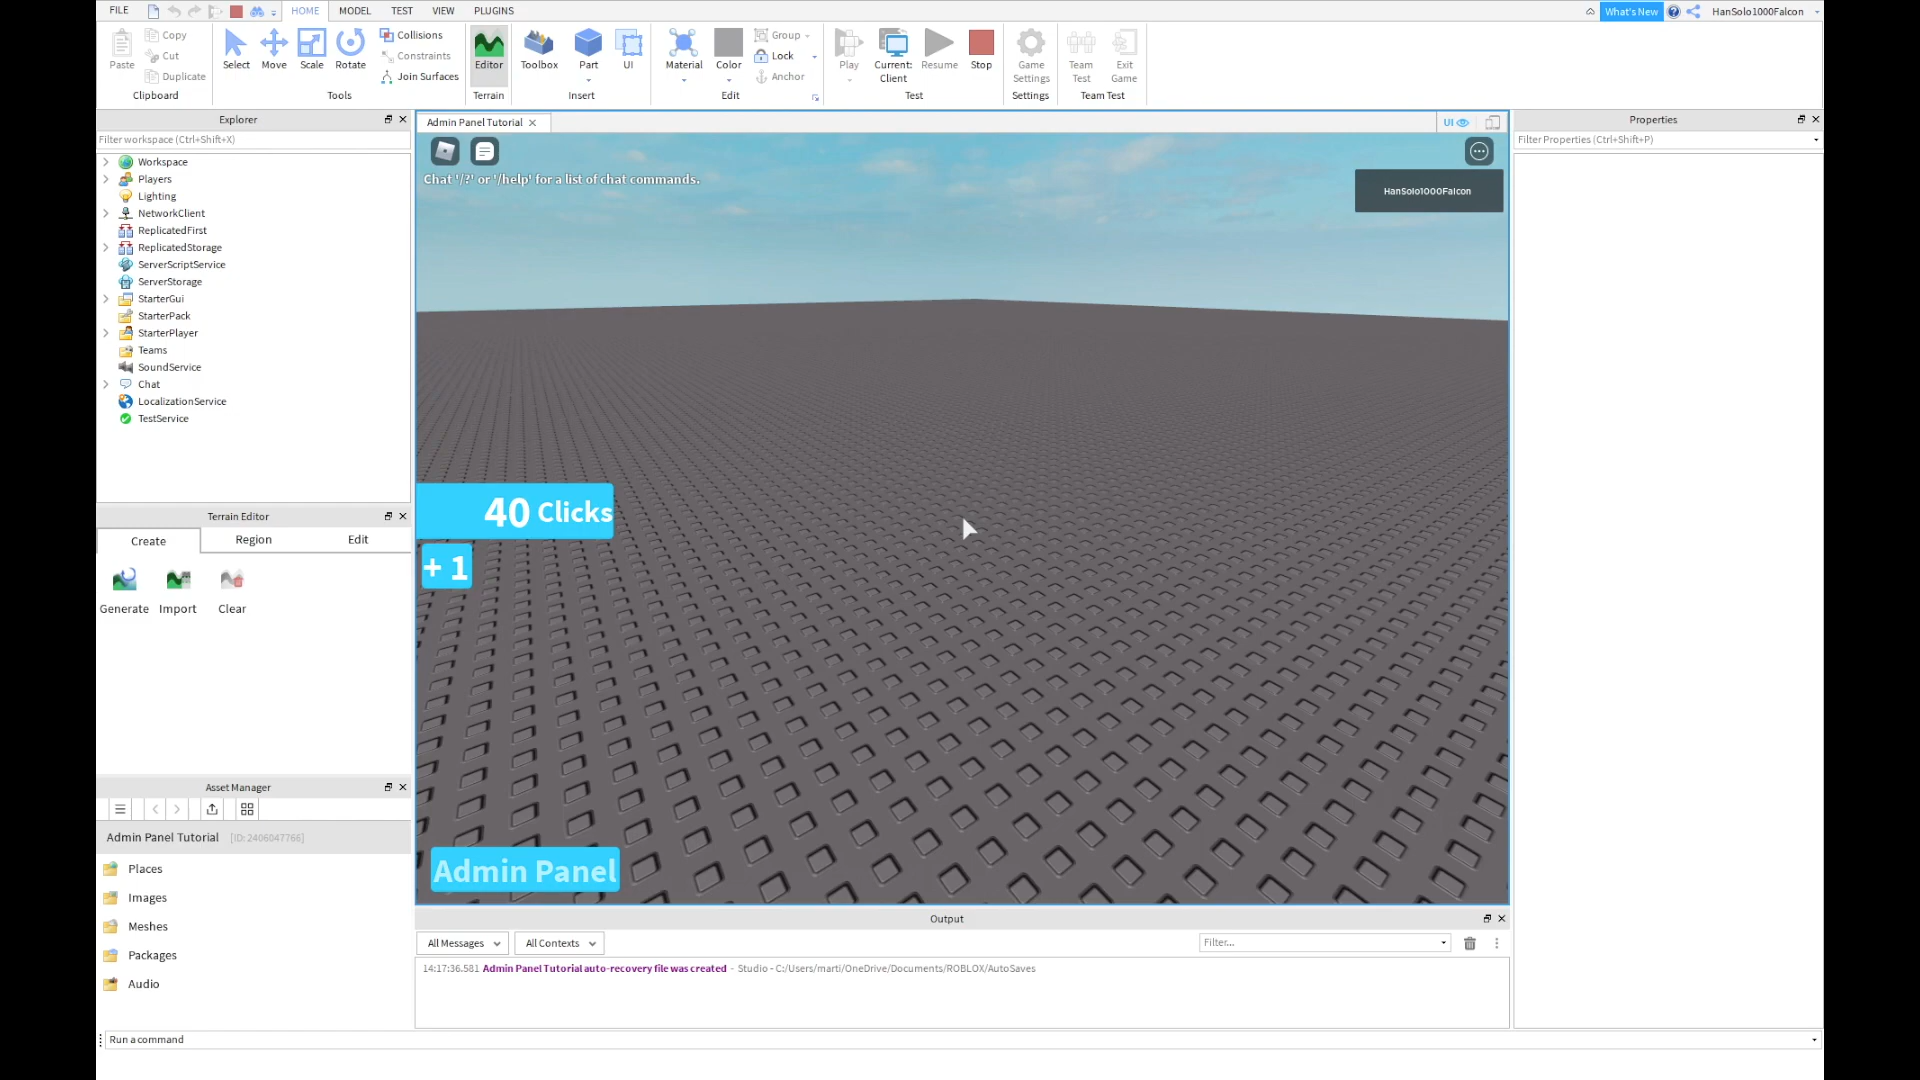 FILE HOME MODEL TEST VIEW PLUGINS What's New HanSolo1000Falcon
Paste Copy Cut Duplicate Clipboard
Select Move Scale Rotate Collisions Constraints Join Surfaces Tools
Editor Terrain
Toolbox Part UI Insert
Material Color Group Lock Anchor Edit
Play Current: Client Resume Stop Test
Game Settings Settings
Team Test Exit Game Team Test
Explorer
Filter workspace (Ctrl+Shift+X)
Workspace
Players
Lighting
NetworkClient
ReplicatedFirst
ReplicatedStorage
ServerScriptService
ServerStorage
StarterGui
StarterPack
StarterPlayer
Teams
SoundService
Chat
LocalizationService
TestService
Terrain Editor
Create Region Edit
Generate Import Clear
Asset Manager
Admin Panel Tutorial [ID: 2406047766]
Places
Images
Meshes
Packages
Audio
Admin Panel Tutorial UI
Chat '/?' or '/help' for a list of chat commands.
HanSolo1000Falcon
40 Clicks
+ 1
Admin Panel
Output
All Messages All Contexts Filter...
14:17:36.581 Admin Panel Tutorial auto-recovery file was created - Studio - C:/Users/marti/OneDrive/Documents/ROBLOX/AutoSaves
Properties
Filter Properties (Ctrl+Shift+P)
Run a command